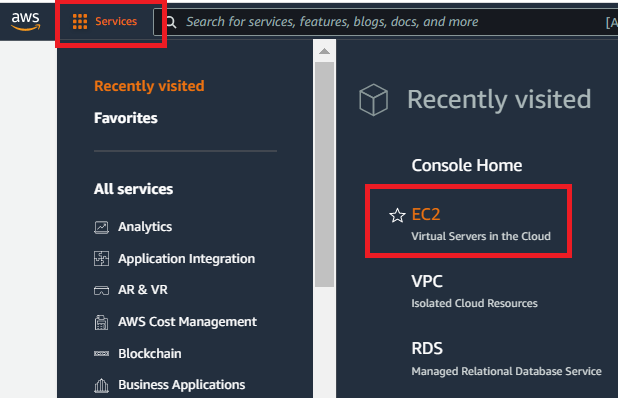 aws
Services
Search for services, features, blogs, docs, and more
[A
Recently visited
Favorites
All services
Analytics
Application Integration
AR & VR
AWS Cost Management
Blockchain
Business Applications
Recently visited
Console Home
EC2
Virtual Servers in the Cloud
VPC
Isolated Cloud Resources
RDS
Managed Relational Database Service